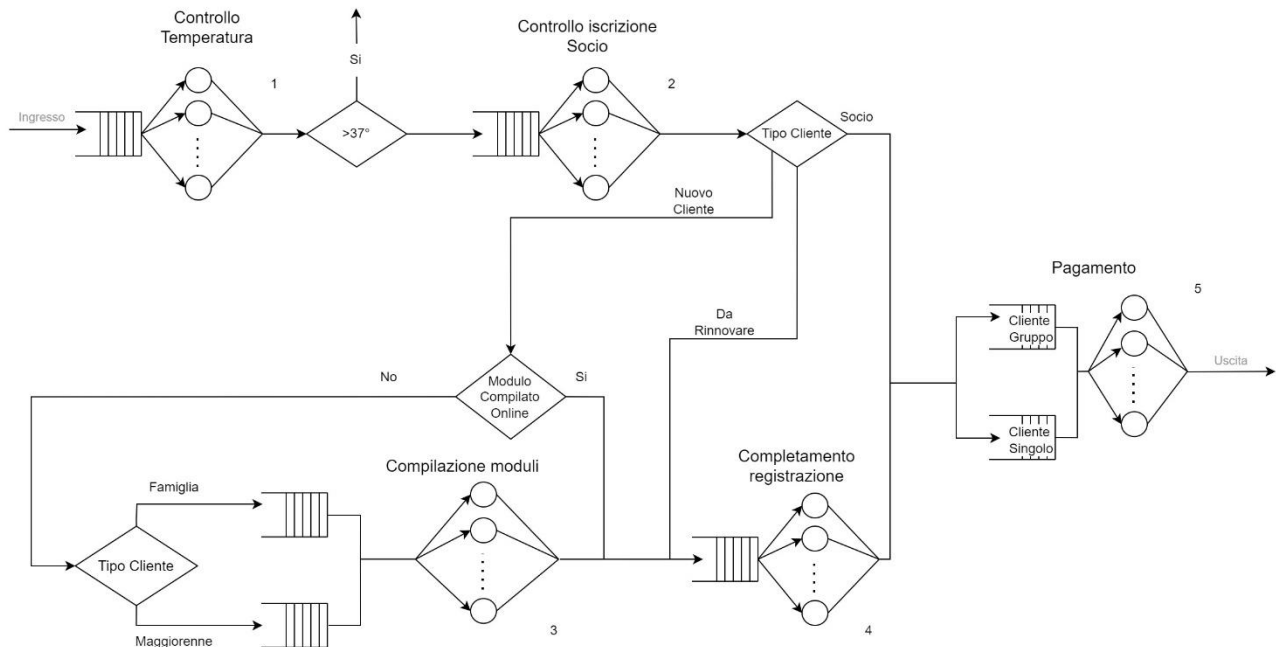 Controllo
Temperatura
1
Ingresso
Si
>37°
Controllo iscrizione
Socio
2
Tipo Cliente
Socio
Nuovo
Cliente
Da
Rinnovare
Pagamento
5
Cliente
Gruppo
Cliente
Singolo
Uscita
No
Modulo
Compilato
Online
Si
Compilazione moduli
3
Famiglia
Tipo Cliente
Maggiorenne
Completamento
registrazione
4